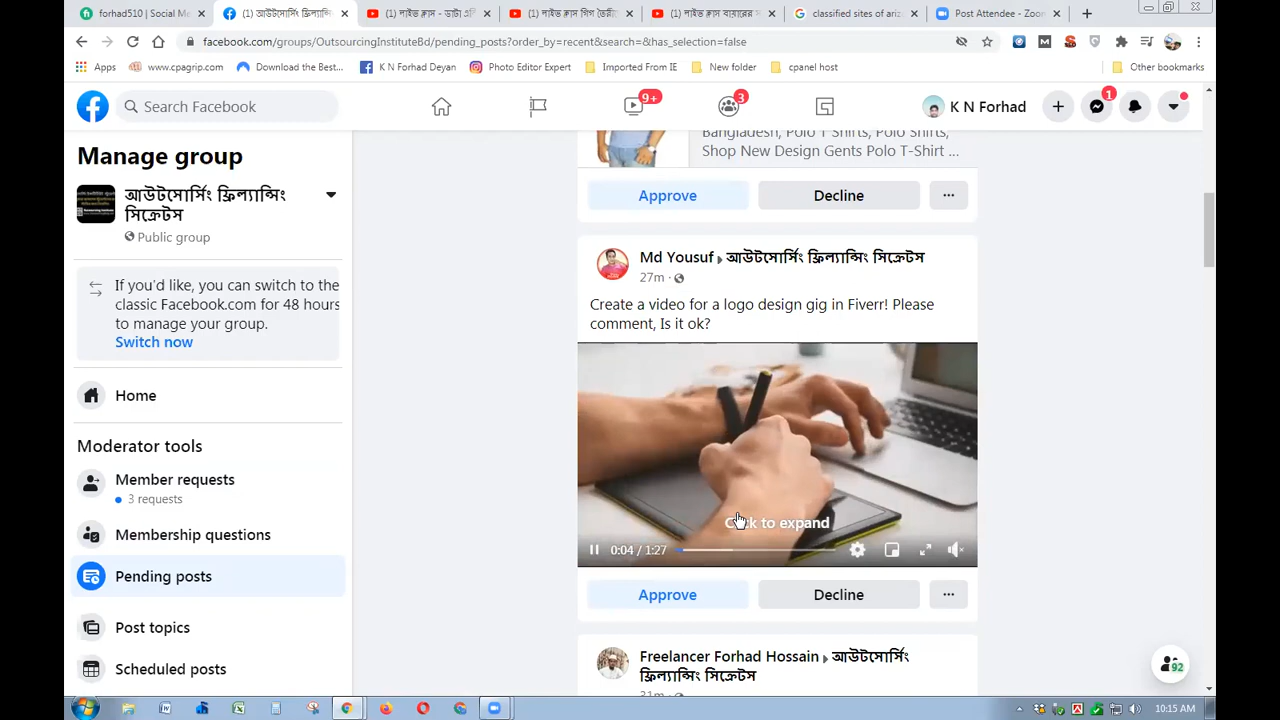 forhad510 | Social Me
(১) আউটসোর্সিং ফ্রিল্যান্সিং
(১) লাইভ ক্লাস - ডাটা এন্ট্রি
(১) লাইভ ক্লাস গিগ তৈরী
(১) লাইভ ক্লাস বায়ারের স
classified sites of ariz
Post Attendee - Zoom
facebook.com/groups/OutsourcingInstituteBd/pending_posts?order_by=recent&search=&has_selection=false
Apps
www.cpagrip.com
Download the Best...
K N Forhad Deyan
Photo Editor Expert
Imported From IE
New folder
cpanel host
Other bookmarks
Search Facebook
9+
3
K N Forhad
1
Manage group
আউটসোর্সিং ফ্রিল্যান্সিং
সিক্রেটস
Public group
If you'd like, you can switch to the
classic Facebook.com for 48 hours
to manage your group.
Switch now
Home
Moderator tools
Member requests
3 requests
Membership questions
Pending posts
Post topics
Scheduled posts
Bangladesh, Polo T Shirts, Polo Shirts,
Shop New Design Gents Polo T-Shirt ...
Approve
Decline
Md Yousuf ▸ আউটসোর্সিং ফ্রিল্যান্সিং সিক্রেটস
27m
Create a video for a logo design gig in Fiverr! Please
comment, Is it ok?
Click to expand
0:04 / 1:27
Approve
Decline
Freelancer Forhad Hossain ▸ আউটসোর্সিং
ফ্রিল্যান্সিং সিক্রেটস
31m
92
10:15 AM